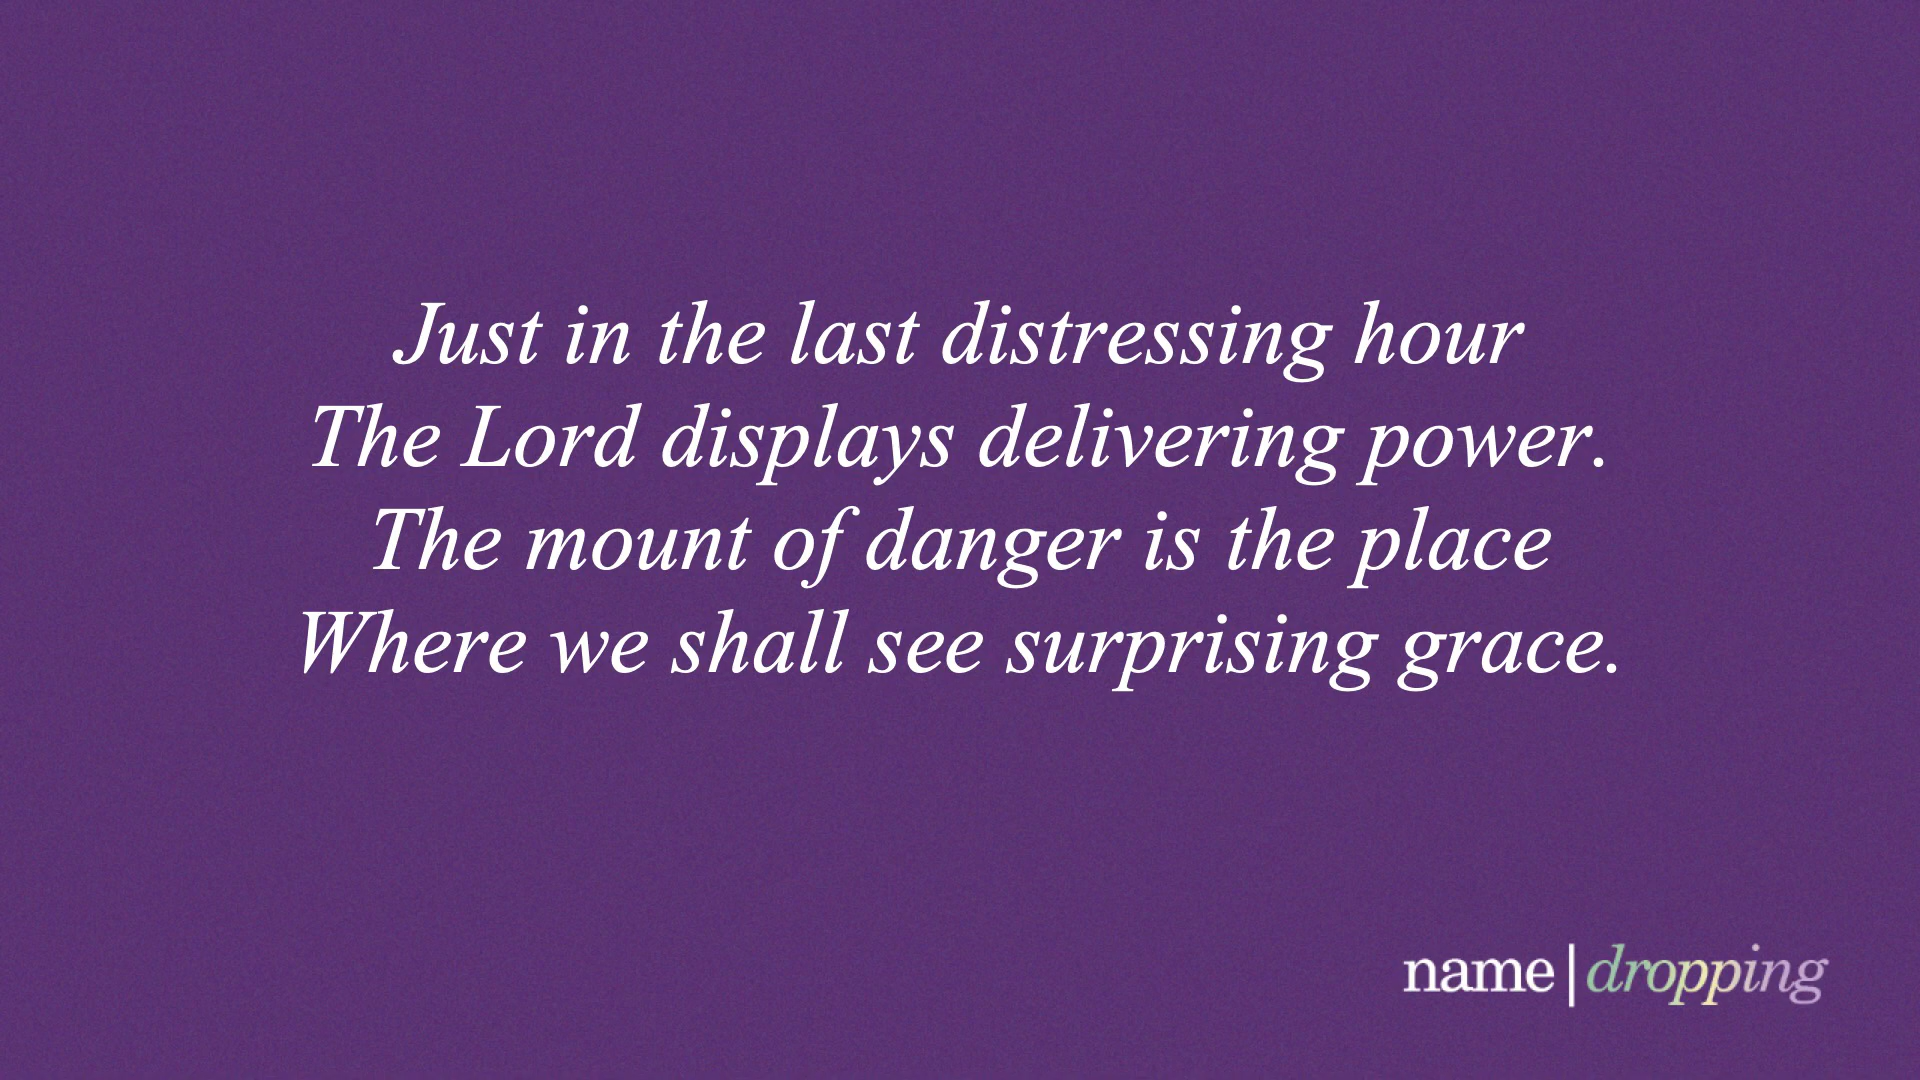 Just in the last distressing hour
The Lord displays delivering power.
The mount of danger is the place
Where we shall see surprising grace.
name|dropping